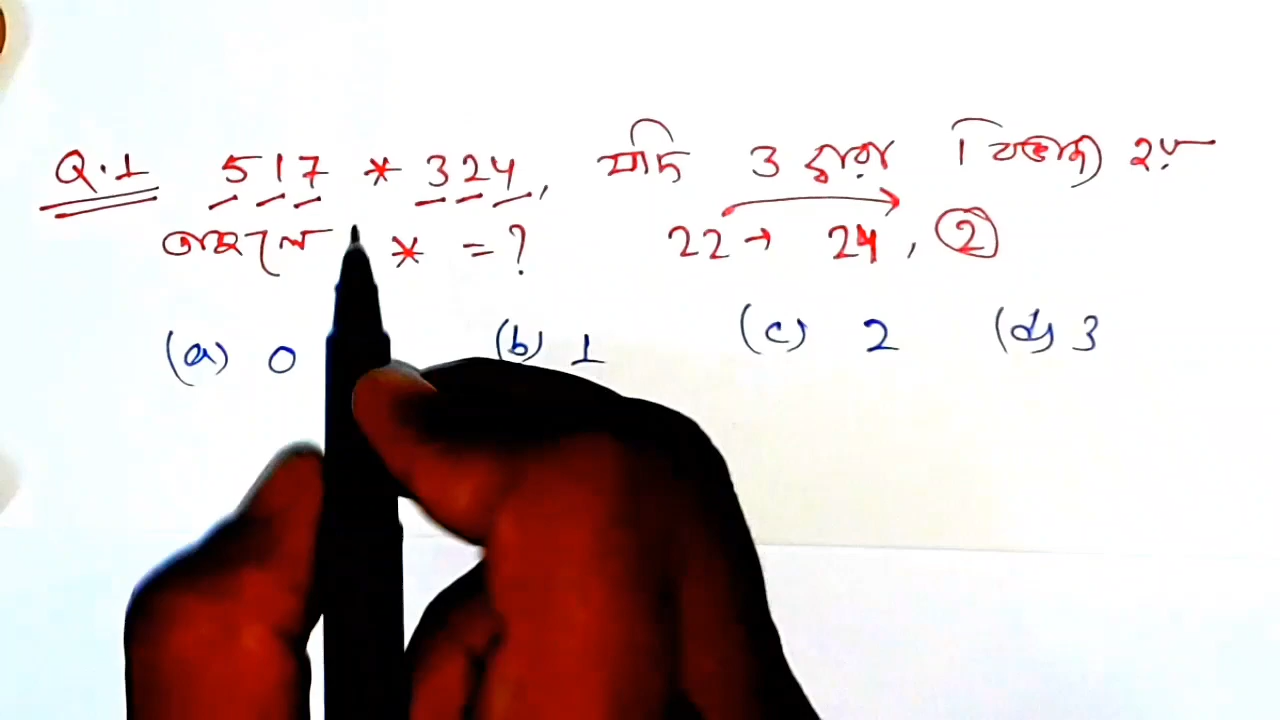 Q.1 517 * 324, যদি 3 দ্বারা বিভাজ্য হয়
তাহলে * = ? 22 → 24, 2
(a) 0 (b) 1 (c) 2 (d) 3